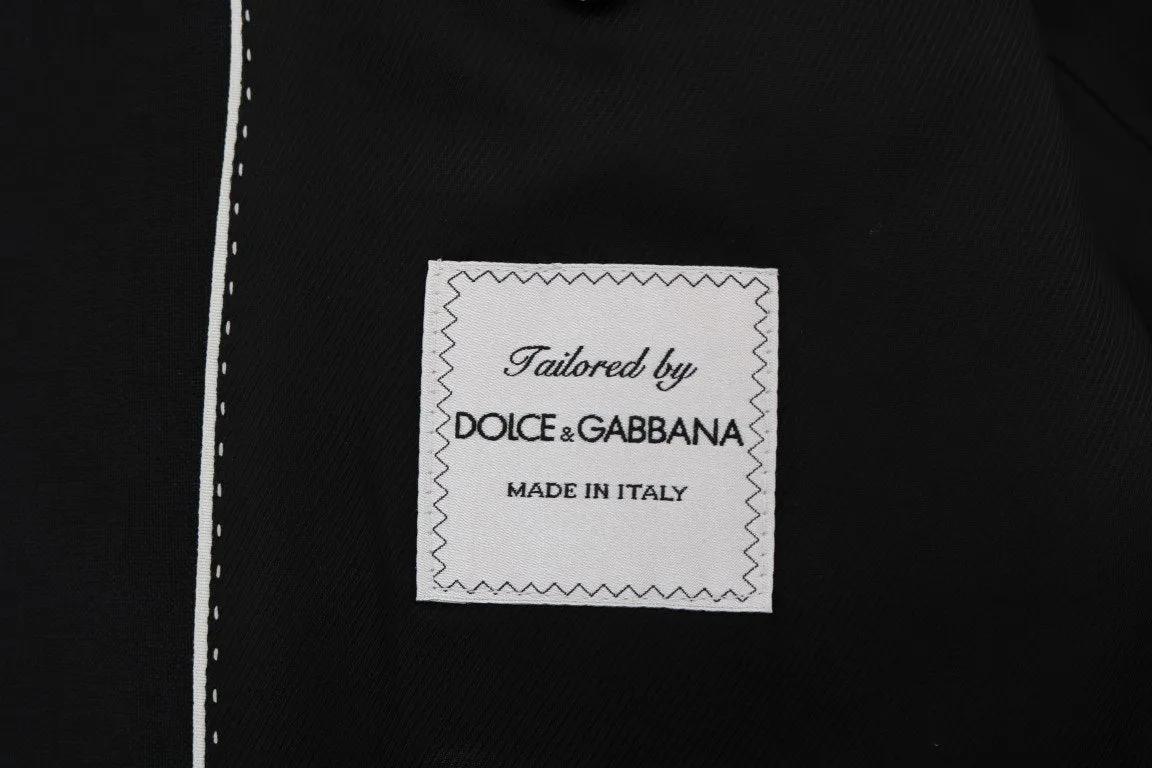 Tailored by
DOLCE & GABBANA
MADE IN ITALY